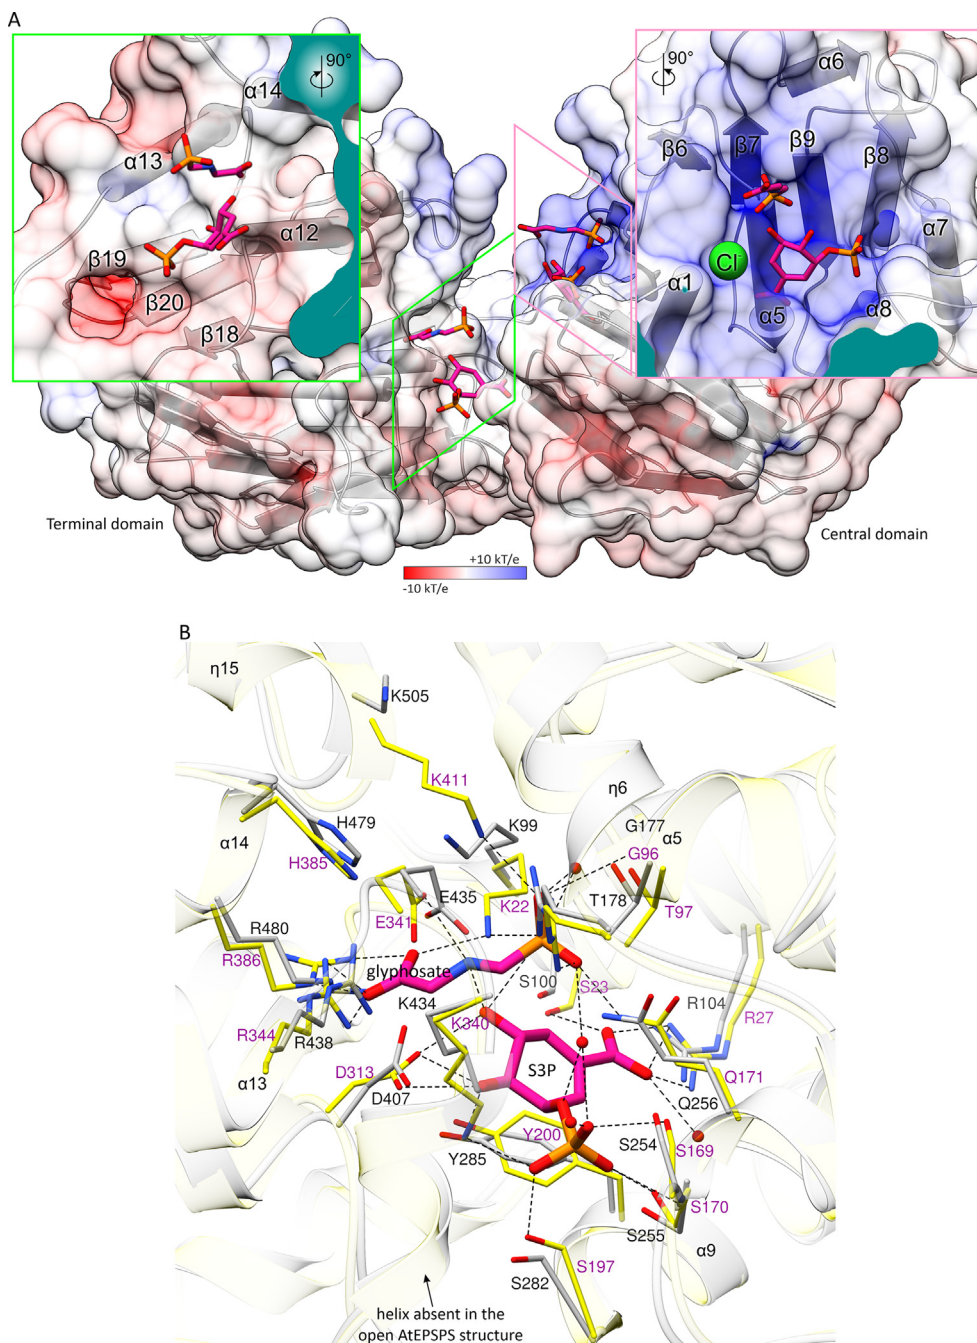 A
90°
α14
α13
α12
β19
β20
β18
90°
α6
β6
β7
β9
β8
α7
Cl⁻
α1
α5
α8
Terminal domain
Central domain
+10 kT/e
-10 kT/e
B
η15
K505
K411
η6
K99
G177
α5
G96
α14
H479
H385
E435
K22
T178
T97
E341
R480
R386
glyphosate
S100
S23
R104
R27
K434
K340
R344
R438
S3P
α13
D313
D407
Q171
Q256
Y200
Y285
S254
S169
S170
S255
α9
S197
S282
helix absent in the
open AtEPSPS structure